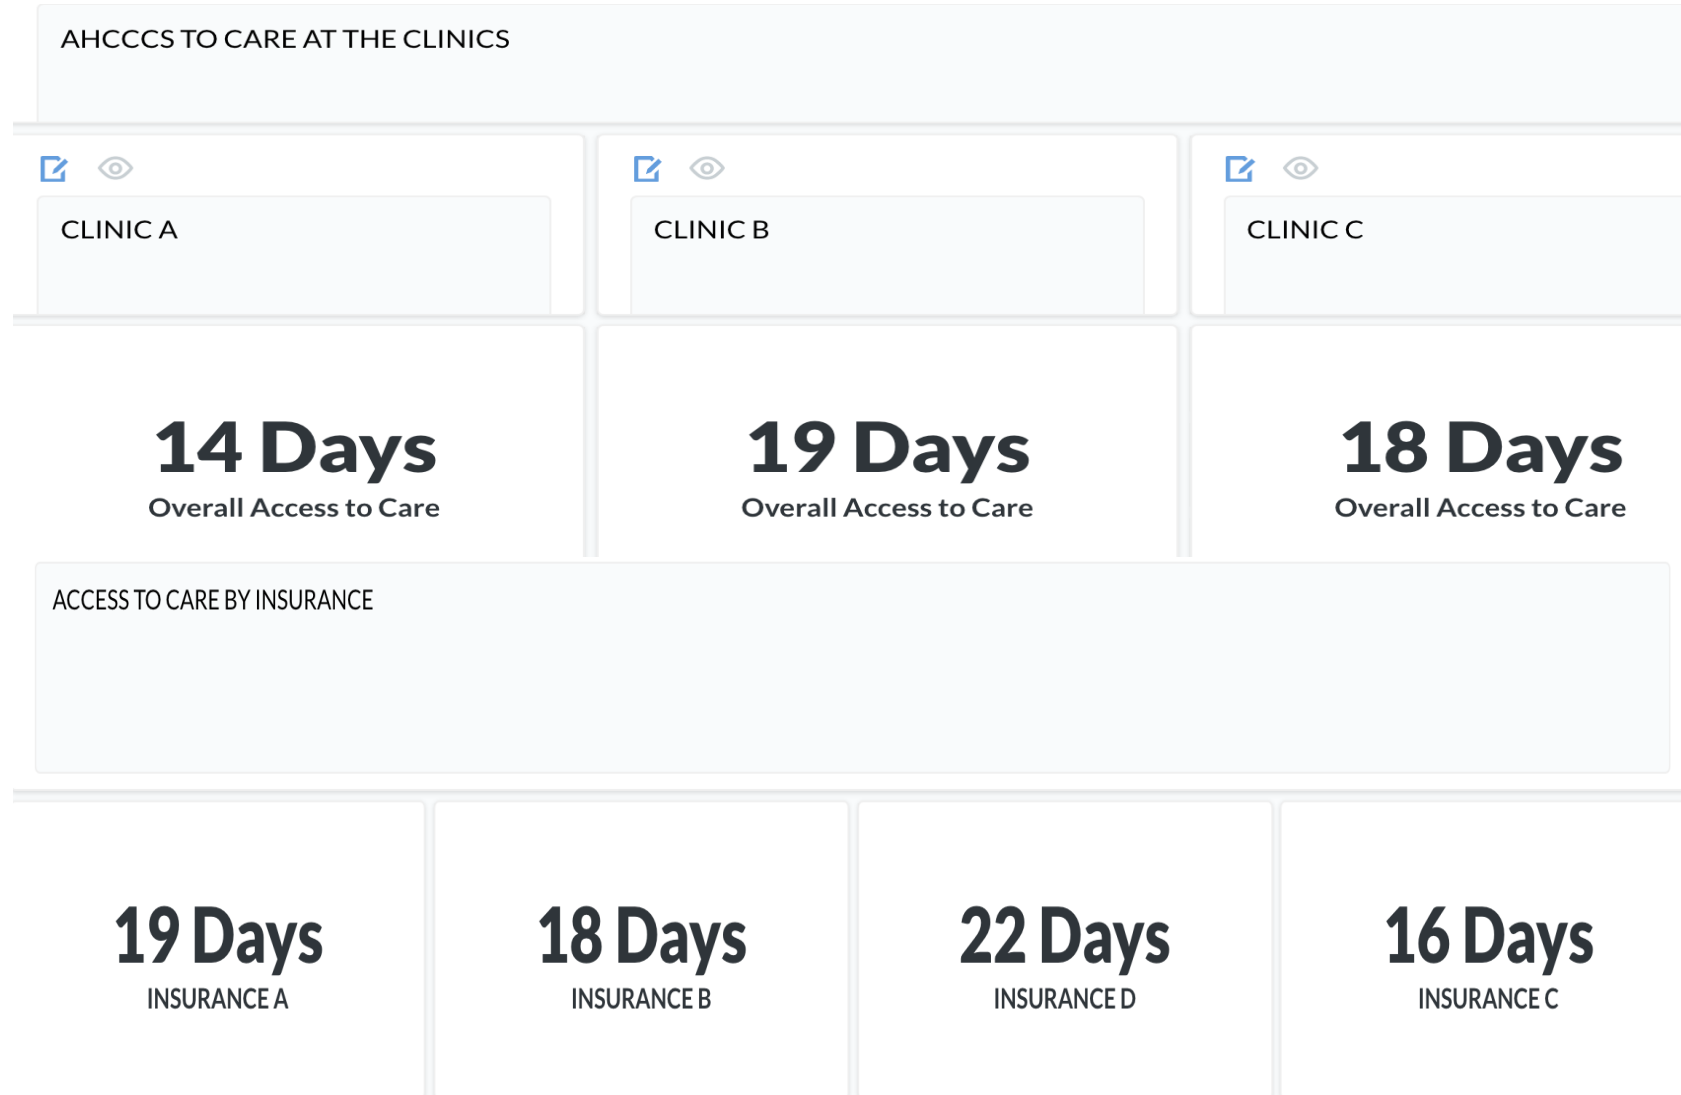 AHCCCS TO CARE AT THE CLINICS
CLINIC A
CLINIC B
CLINIC C
14 Days
Overall Access to Care
19 Days
Overall Access to Care
18 Days
Overall Access to Care
ACCESS TO CARE BY INSURANCE
19 Days
INSURANCE A
18 Days
INSURANCE B
22 Days
INSURANCE D
16 Days
INSURANCE C